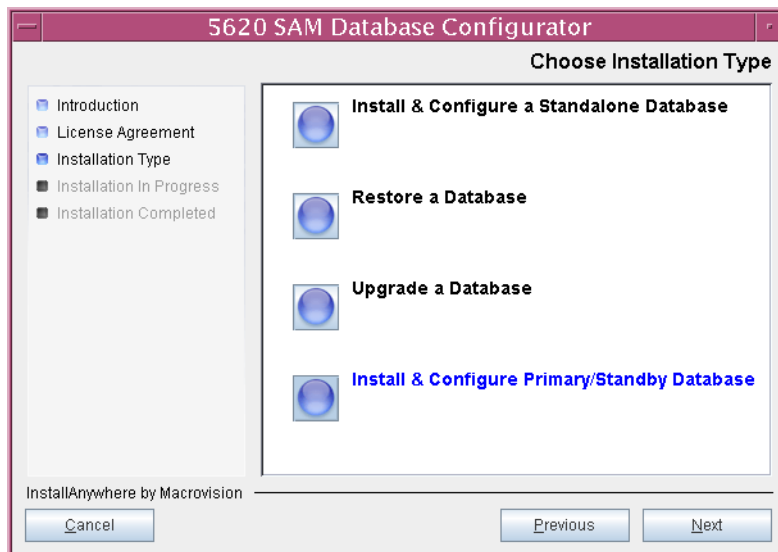 5620 SAM Database Configurator
Choose Installation Type
Introduction
License Agreement
Installation Type
Installation In Progress
Installation Completed
Install & Configure a Standalone Database
Restore a Database
Upgrade a Database
Install & Configure Primary/Standby Database
InstallAnywhere by Macrovision
Cancel
Previous
Next